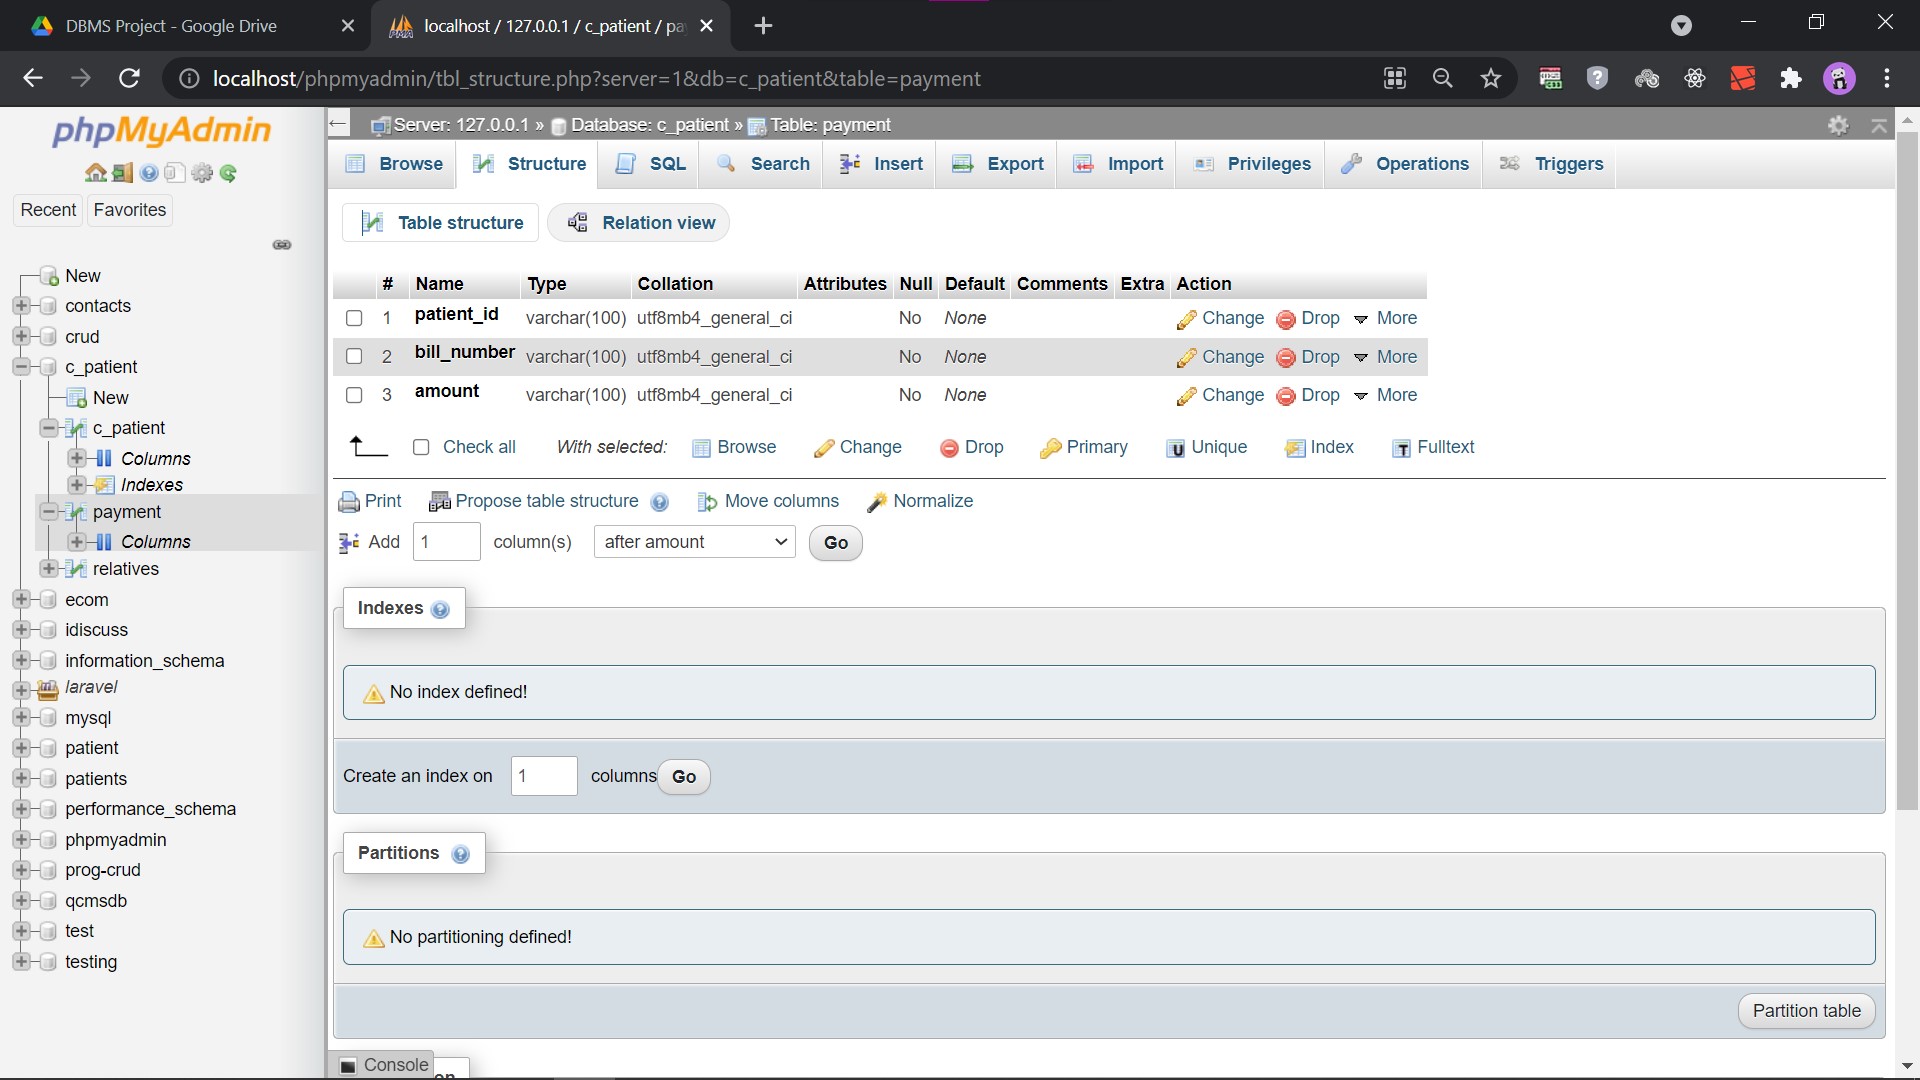 DBMS Project - Google Drive
localhost / 127.0.0.1 / c_patient / pa
localhost/phpmyadmin/tbl_structure.php?server=1&db=c_patient&table=payment
phpMyAdmin
Recent
Favorites
New
contacts
crud
c_patient
New
c_patient
Columns
Indexes
payment
Columns
relatives
ecom
idiscuss
information_schema
laravel
mysql
patient
patients
performance_schema
phpmyadmin
prog-crud
qcmsdb
test
testing
Server: 127.0.0.1 » Database: c_patient » Table: payment
Browse Structure SQL Search Insert Export Import Privileges Operations Triggers
Table structure Relation view
# Name Type Collation Attributes Null Default Comments Extra Action
1 patient_id varchar(100) utf8mb4_general_ci No None Change Drop More
2 bill_number varchar(100) utf8mb4_general_ci No None Change Drop More
3 amount varchar(100) utf8mb4_general_ci No None Change Drop More
Check all With selected: Browse Change Drop Primary Unique Index Fulltext
Print Propose table structure Move columns Normalize
Add 1 column(s) after amount Go
Indexes
No index defined!
Create an index on 1 columns Go
Partitions
No partitioning defined!
Partition table
Console